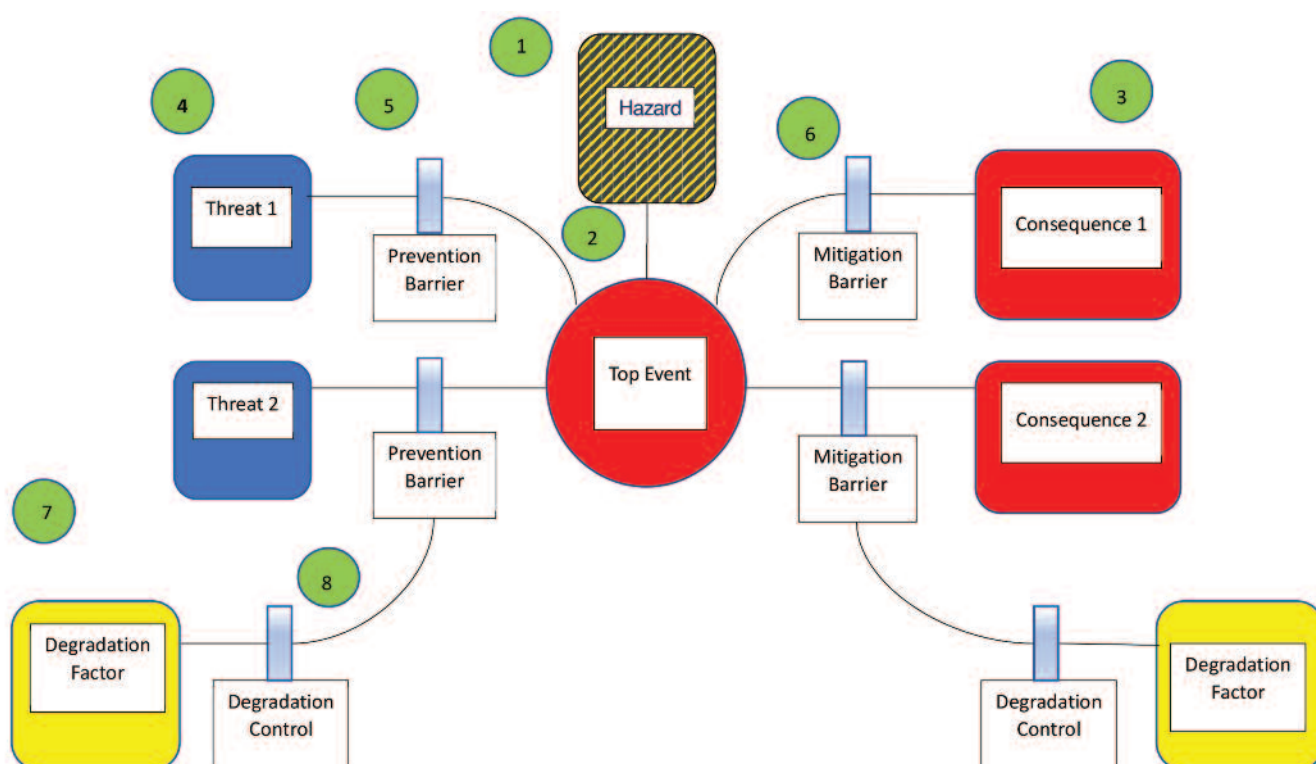 1
Hazard
4
5
6
3
Threat 1
Prevention
Barrier
2
Mitigation
Barrier
Consequence 1
Top Event
Threat 2
Prevention
Barrier
Mitigation
Barrier
Consequence 2
7
8
Degradation
Factor
Degradation
Control
Degradation
Control
Degradation
Factor